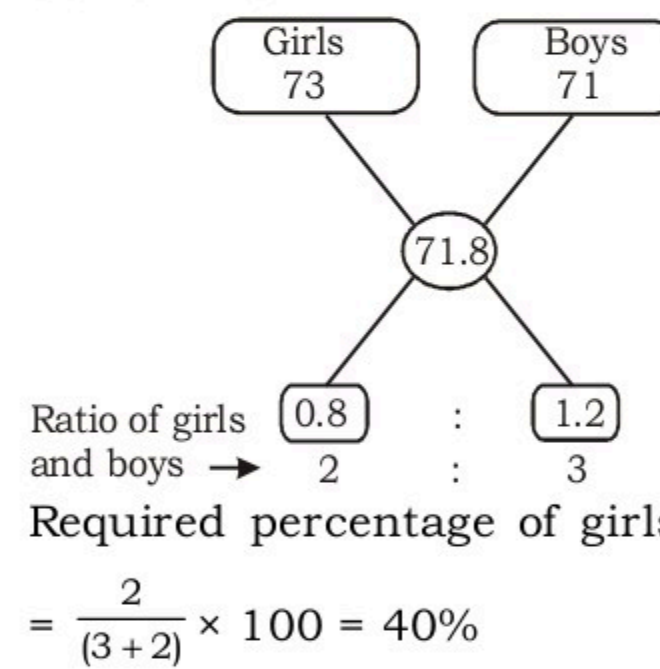 Girls Boys
73 71
71.8
Ratio of girls 0.8 : 1.2
and boys → 2 : 3
Required percentage of girls
= 2/(3 + 2) × 100 = 40%